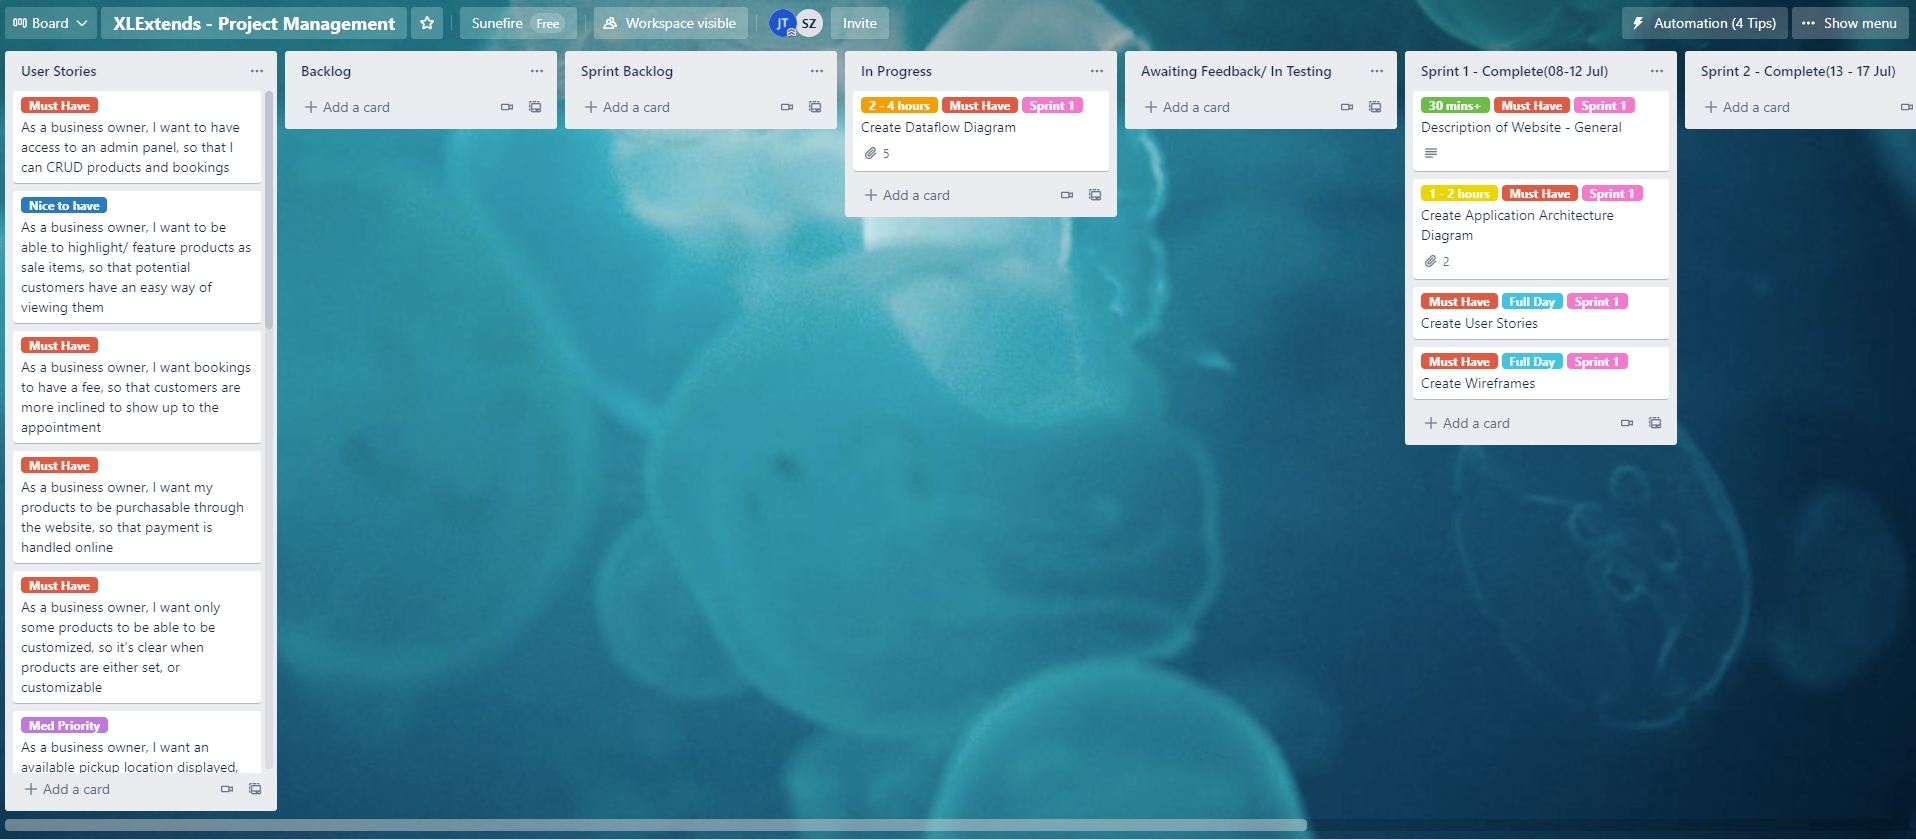 Board
XLExtends - Project Management
Sunefire Free
Workspace visible
JT SZ
Invite
Automation (4 Tips)
Show menu
User Stories
Must Have
As a business owner, I want to have
access to an admin panel, so that I
can CRUD products and bookings
Nice to have
As a business owner, I want to be
able to highlight/ feature products as
sale items, so that potential
customers have an easy way of
viewing them
Must Have
As a business owner, I want bookings
to have a fee, so that customers are
more inclined to show up to the
appointment
Must Have
As a business owner, I want my
products to be purchasable through
the website, so that payment is
handled online
Must Have
As a business owner, I want only
some products to be able to be
customized, so it's clear when
products are either set, or
customizable
Med Priority
As a business owner, I want an
available pickup location displayed,
Add a card
Backlog
Add a card
Sprint Backlog
Add a card
In Progress
2 - 4 hours Must Have Sprint 1
Create Dataflow Diagram
5
Add a card
Awaiting Feedback/ In Testing
Add a card
Sprint 1 - Complete(08-12 Jul)
30 mins+ Must Have Sprint 1
Description of Website - General
1 - 2 hours Must Have Sprint 1
Create Application Architecture
Diagram
2
Must Have Full Day Sprint 1
Create User Stories
Must Have Full Day Sprint 1
Create Wireframes
Add a card
Sprint 2 - Complete(13 - 17 Jul)
Add a card